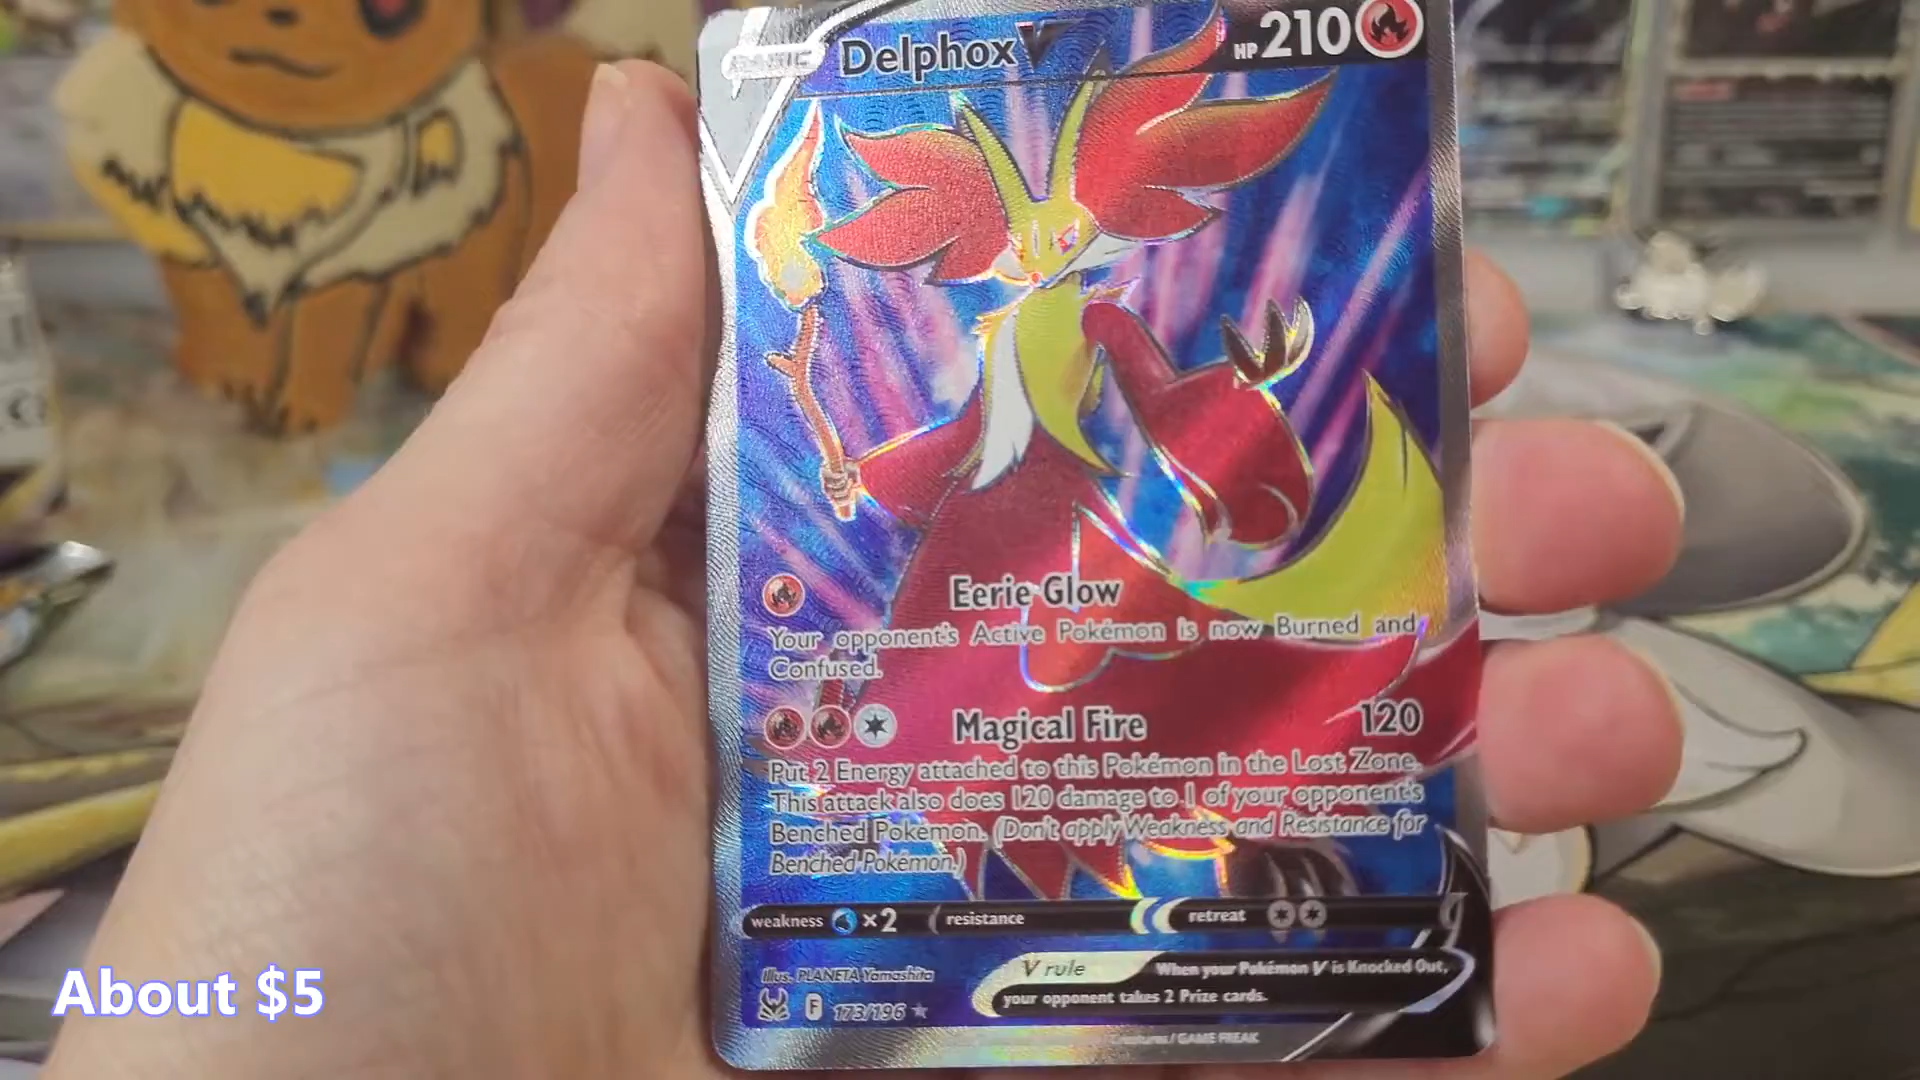 BASIC Delphox V HP 210
Eerie Glow
Your opponent's Active Pokémon is now Burned and
Confused.
Magical Fire 120
Put 2 Energy attached to this Pokémon in the Lost Zone.
This attack also does 120 damage to 1 of your opponent's
Benched Pokémon. (Don't apply Weakness and Resistance for
Benched Pokémon.)
weakness ×2 resistance retreat
V rule When your Pokémon V is Knocked Out,
your opponent takes 2 Prize cards.
Illus. PLANETA Yamashita
F 173/196
Creatures / GAME FREAK
About $5